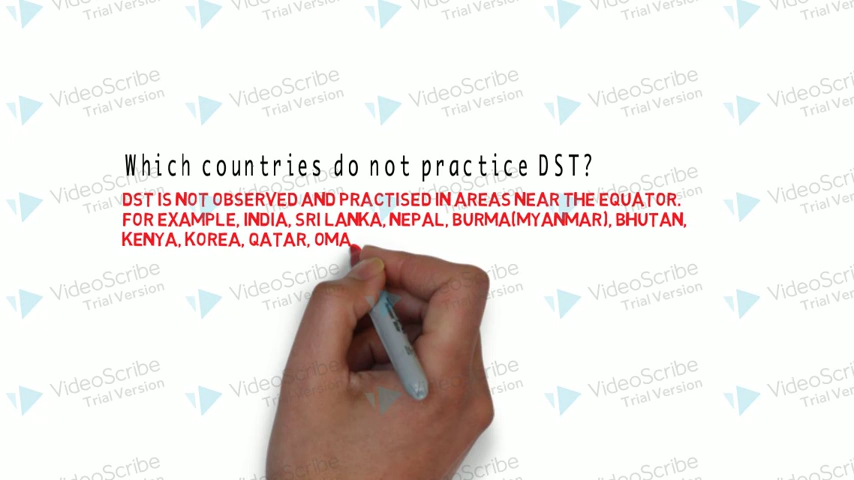 VideoScribe
Trial Version
Which countries do not practice DST?
DST IS NOT OBSERVED AND PRACTISED IN AREAS NEAR THE EQUATOR.
FOR EXAMPLE, INDIA, SRI LANKA, NEPAL, BURMA(MYANMAR), BHUTAN,
KENYA, KOREA, QATAR, OMA